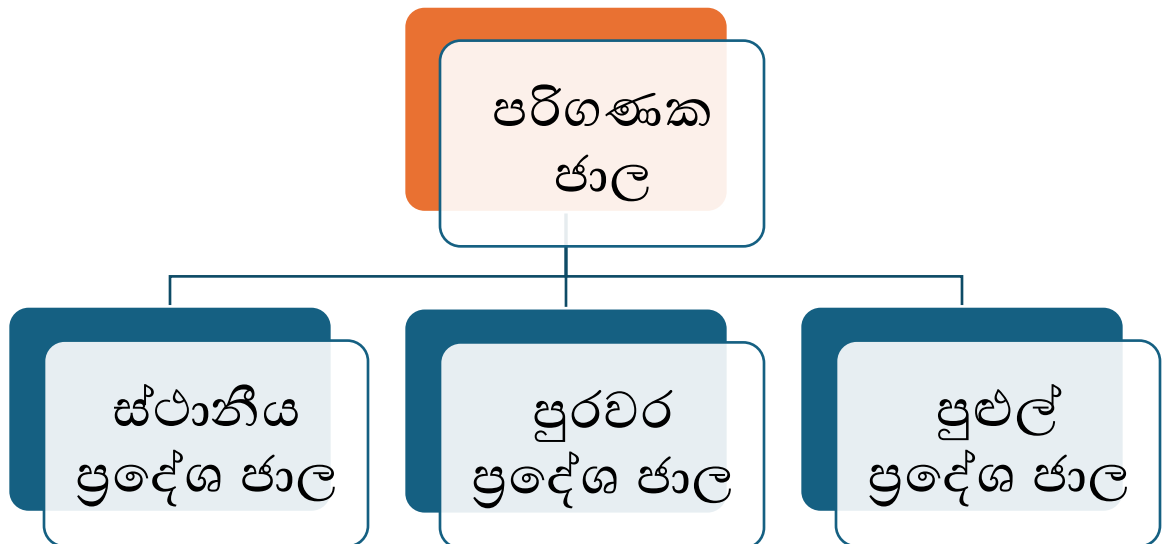 පරිගණක
ජාල
ස්ථානීය
ප්‍රදේශ ජාල
පුරවර
ප්‍රදේශ ජාල
පුළුල්
ප්‍රදේශ ජාල